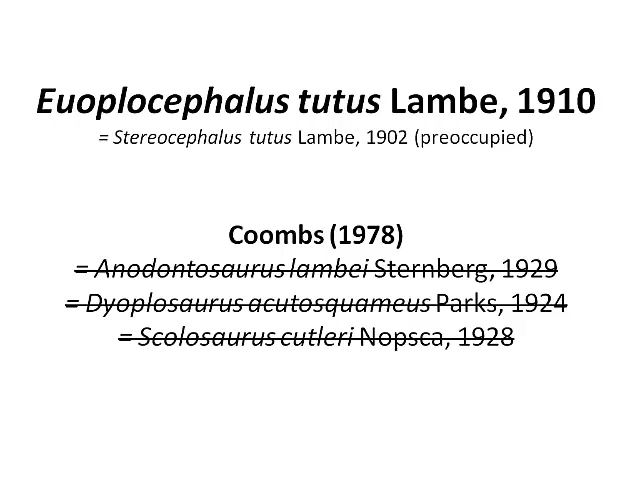 Euoplocephalus tutus Lambe, 1910
= Stereocephalus tutus Lambe, 1902 (preoccupied)
Coombs (1978)
= Anodontosaurus lambei Sternberg, 1929
= Dyoplosaurus acutosquameus Parks, 1924
= Scolosaurus cutleri Nopsca, 1928